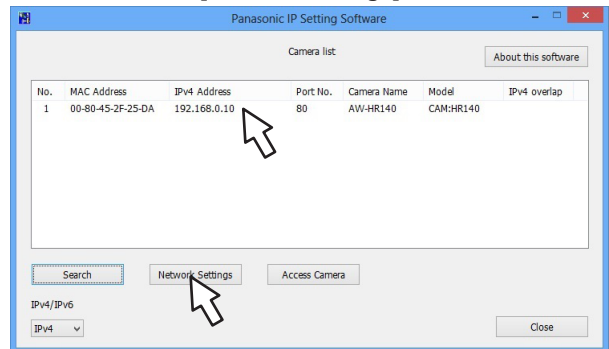 Panasonic IP Setting Software
Camera list
About this software
No. MAC Address IPv4 Address Port No. Camera Name Model IPv4 overlap
1 00-80-45-2F-25-DA 192.168.0.10 80 AW-HR140 CAM:HR140
Search Network Settings Access Camera
IPv4/IPv6
IPv4 Close